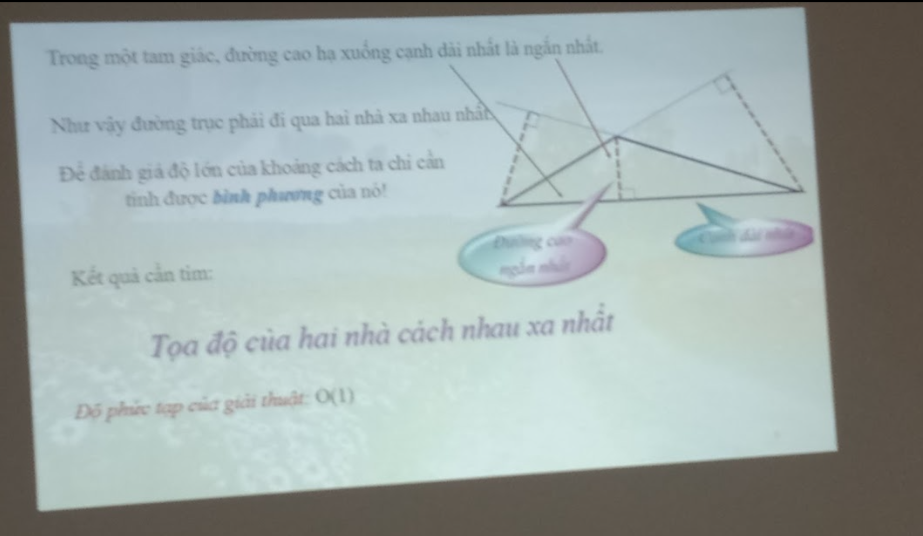 Trong một tam giác, đường cao hạ xuống cạnh dài nhất là ngắn nhất.
Như vậy đường trục phải đi qua hai nhà xa nhau nhất.
Để đánh giá độ lớn của khoảng cách ta chỉ cần
tính được bình phương của nó!
Đường cao
ngắn nhất
Cạnh dài nhất
Kết quả cần tìm:
Tọa độ của hai nhà cách nhau xa nhất
Độ phức tạp của giải thuật: O(1)